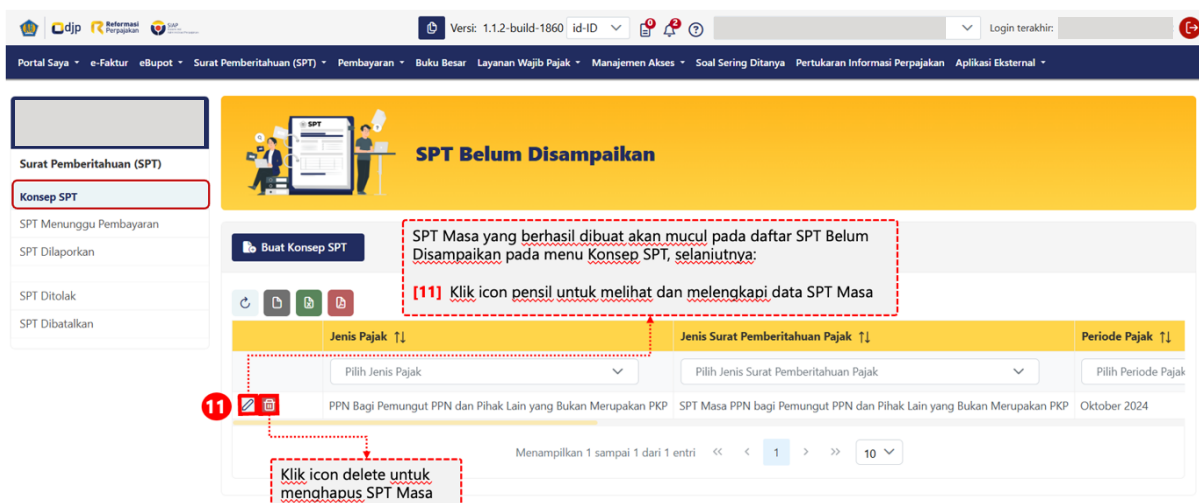 djp Reformasi Perpajakan SIAP
Versi: 1.1.2-build-1860 id-ID Login terakhir:
Portal Saya e-Faktur eBupot Surat Pemberitahuan (SPT) Pembayaran Buku Besar Layanan Wajib Pajak Manajemen Akses Soal Sering Ditanya Pertukaran Informasi Perpajakan Aplikasi Eksternal
Surat Pemberitahuan (SPT)
Konsep SPT
SPT Menunggu Pembayaran
SPT Dilaporkan
SPT Ditolak
SPT Dibatalkan
SPT
SPT Belum Disampaikan
Buat Konsep SPT
SPT Masa yang berhasil dibuat akan mucul pada daftar SPT Belum
Disampaikan pada menu Konsep SPT, selanjutnya:
[11] Klik icon pensil untuk melihat dan melengkapi data SPT Masa
Jenis Pajak Jenis Surat Pemberitahuan Pajak Periode Pajak
Pilih Jenis Pajak Pilih Jenis Surat Pemberitahuan Pajak Pilih Periode Pajak
11 PPN Bagi Pemungut PPN dan Pihak Lain yang Bukan Merupakan PKP SPT Masa PPN bagi Pemungut PPN dan Pihak Lain yang Bukan Merupakan PKP Oktober 2024
Menampilkan 1 sampai 1 dari 1 entri << < 1 > >> 10
Klik icon delete untuk
menghapus SPT Masa